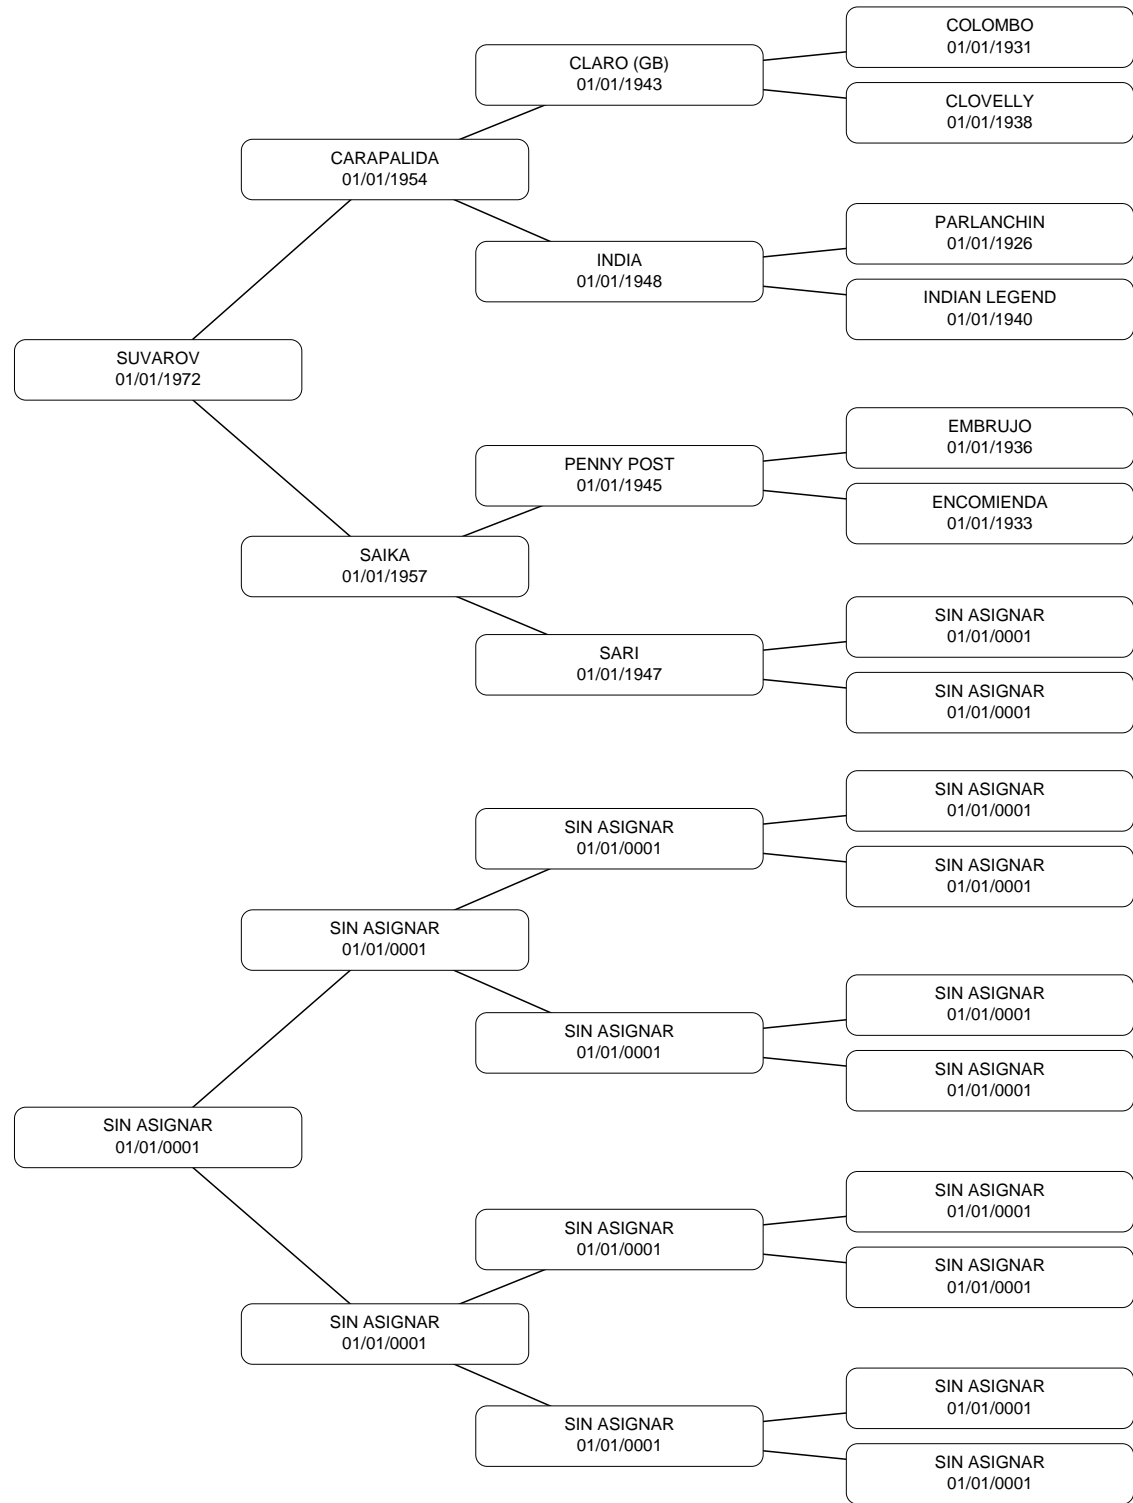 COLOMBO
01/01/1931
CLARO (GB)
01/01/1943
CLOVELLY
01/01/1938
CARAPALIDA
01/01/1954
PARLANCHIN
01/01/1926
INDIA
01/01/1948
INDIAN LEGEND
01/01/1940
SUVAROV
01/01/1972
EMBRUJO
01/01/1936
PENNY POST
01/01/1945
ENCOMIENDA
01/01/1933
SAIKA
01/01/1957
SIN ASIGNAR
01/01/0001
SARI
01/01/1947
SIN ASIGNAR
01/01/0001
SIN ASIGNAR
01/01/0001
SIN ASIGNAR
01/01/0001
SIN ASIGNAR
01/01/0001
SIN ASIGNAR
01/01/0001
SIN ASIGNAR
01/01/0001
SIN ASIGNAR
01/01/0001
SIN ASIGNAR
01/01/0001
SIN ASIGNAR
01/01/0001
SIN ASIGNAR
01/01/0001
SIN ASIGNAR
01/01/0001
SIN ASIGNAR
01/01/0001
SIN ASIGNAR
01/01/0001
SIN ASIGNAR
01/01/0001
SIN ASIGNAR
01/01/0001
SIN ASIGNAR
01/01/0001